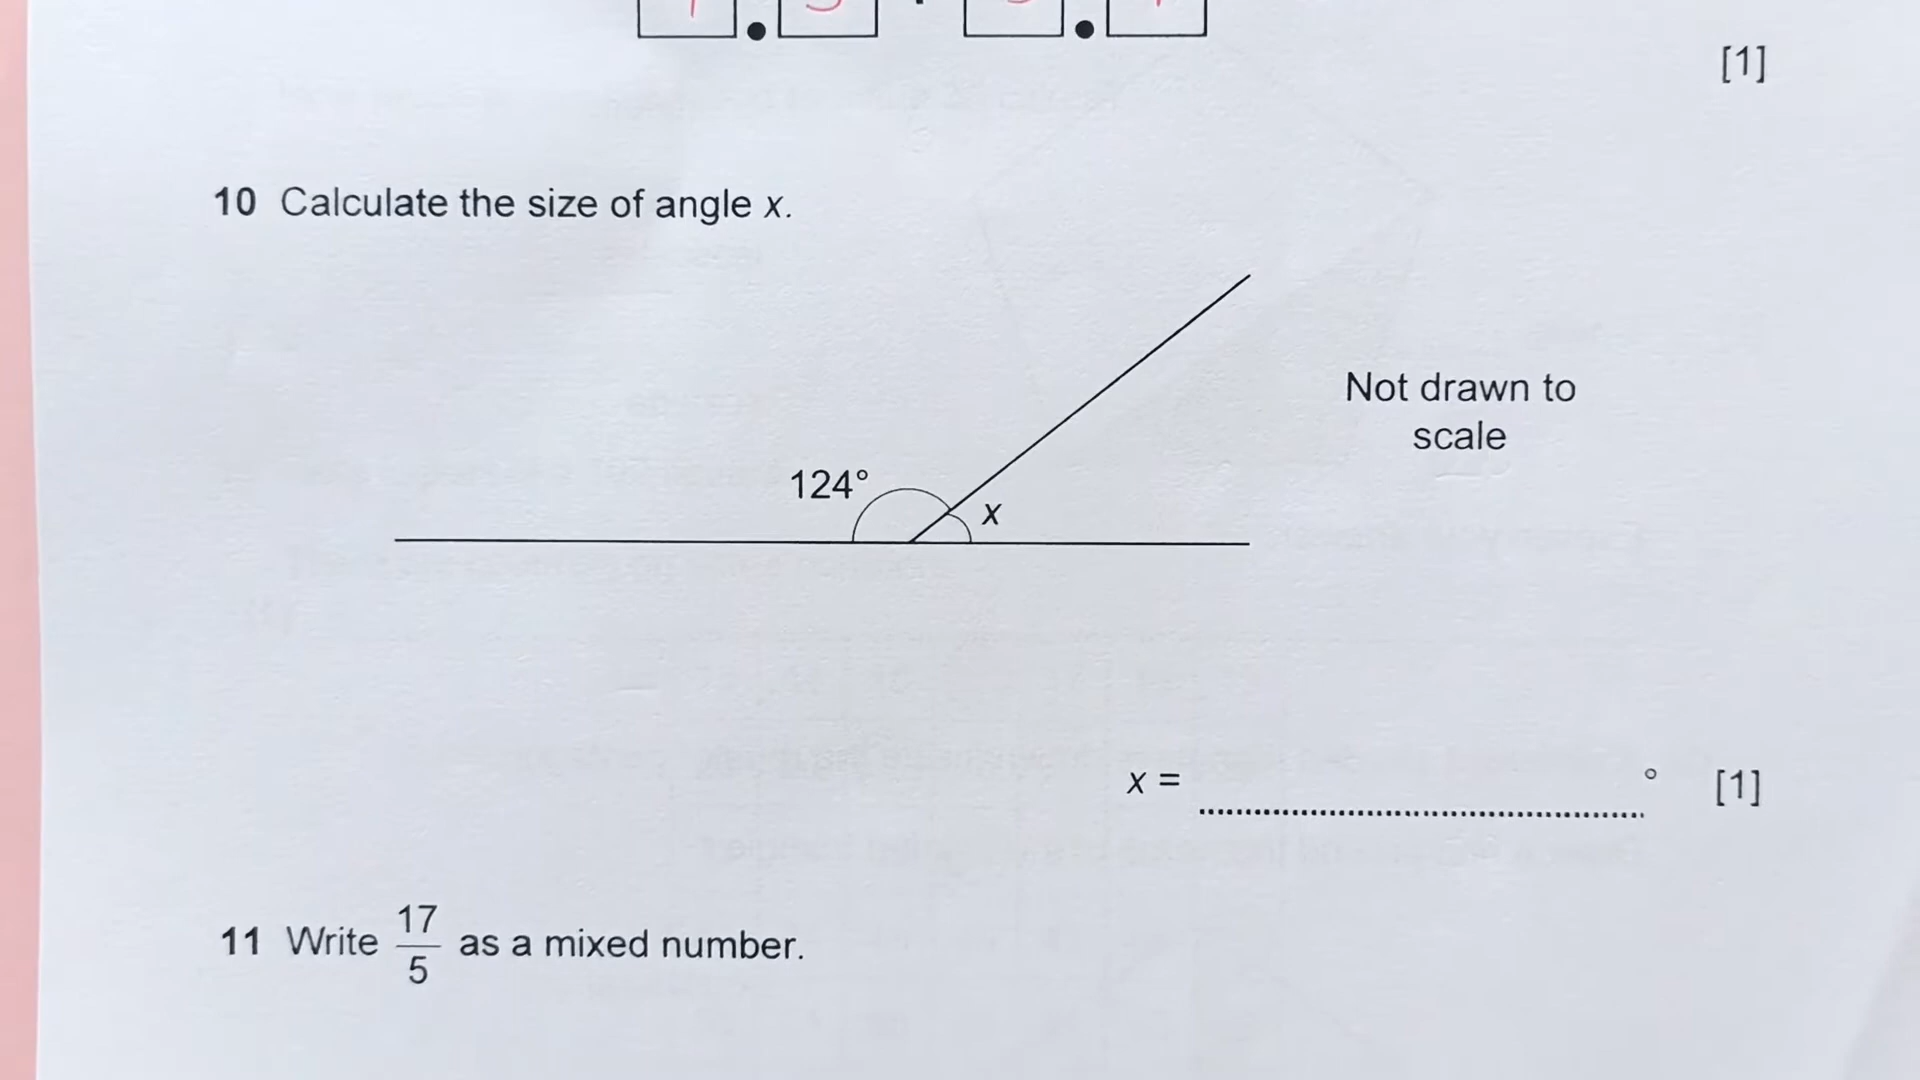 [1]
10 Calculate the size of angle x.
Not drawn to
scale
124°
x
x = ........................................ ° [1]
11 Write 17/5 as a mixed number.